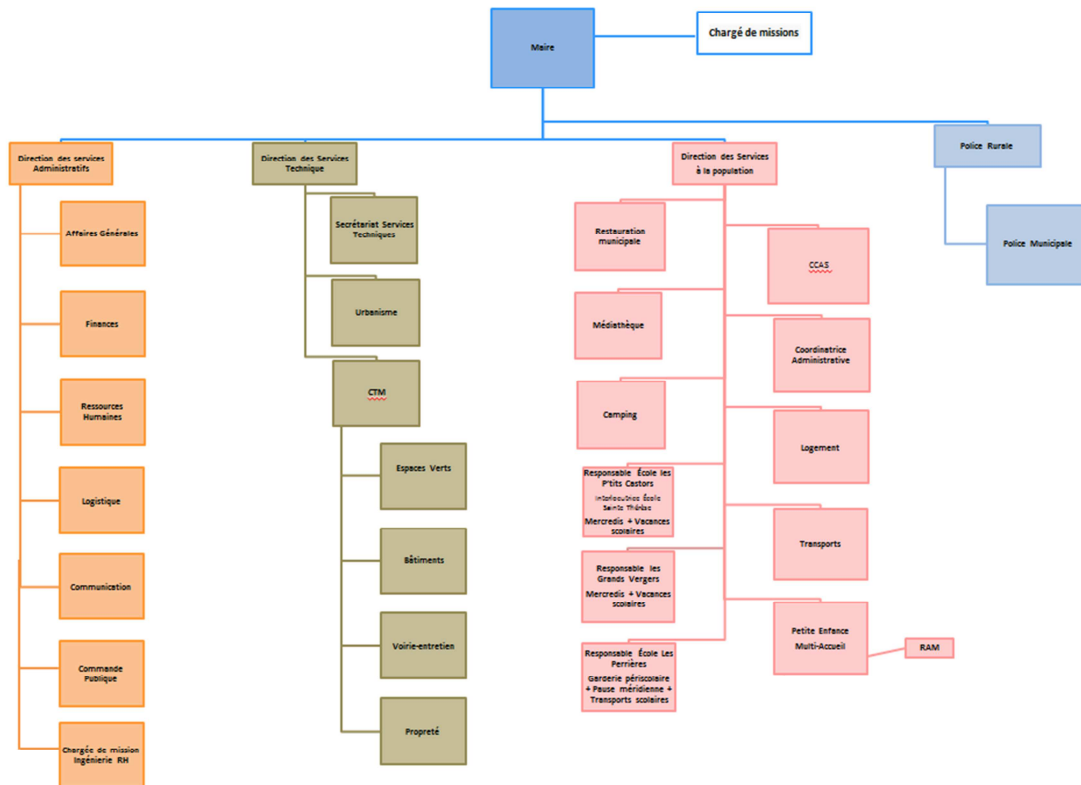 Maire
Chargé de missions
Direction des services
Administratifs
Affaires Générales
Finances
Ressources
Humaines
Logistique
Communication
Commande
Publique
Chargée de mission
Ingénierie RH
Direction des Services
Technique
Secrétariat Services
Techniques
Urbanisme
CTM
Espaces Verts
Bâtiments
Voirie-entretien
Propreté
Direction des Services
à la population
Restauration
municipale
Médiathèque
Camping
Responsable École les
P'tits Castors
Interlocutrice École
Sainte Thérèse
Mercredis + Vacances
scolaires
Responsable les
Grands Vergers
Mercredis + Vacances
scolaires
Responsable École Les
Perrières
Garderie périscolaire
+ Pause méridienne +
Transports scolaires
CCAS
Coordinatrice
Administrative
Logement
Transports
Petite Enfance
Multi-Accueil
RAM
Police Rurale
Police Municipale